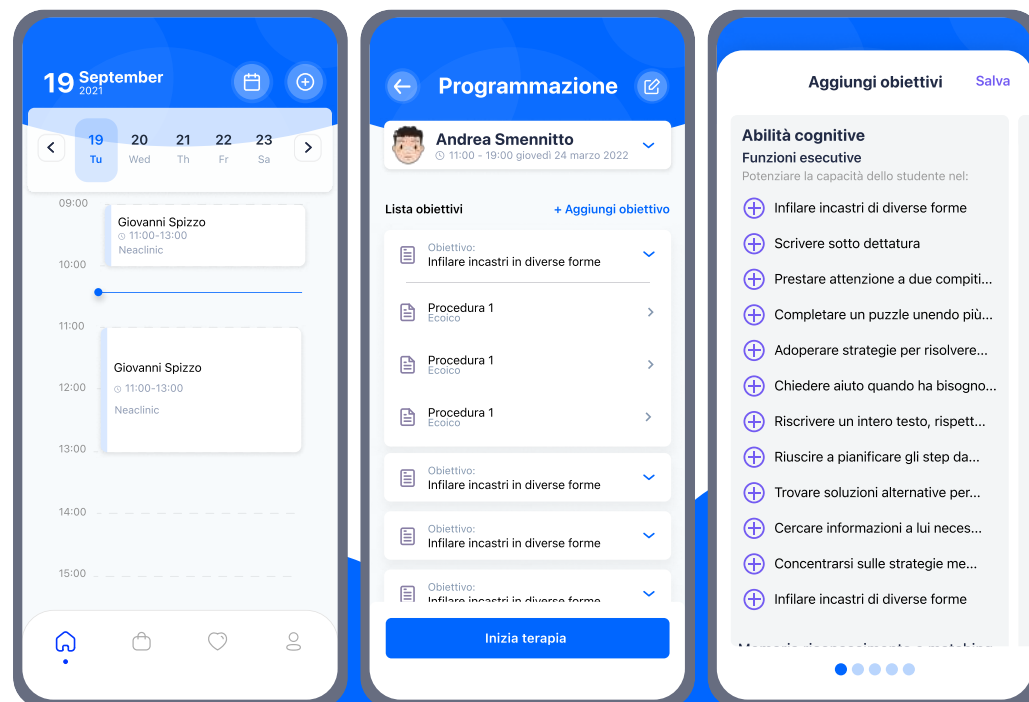 19 September
2021
19 20 21 22 23
Tu Wed Th Fr Sa
09:00
Giovanni Spizzo
11:00-13:00
Neaclinic
10:00
11:00
Giovanni Spizzo
12:00
11:00-13:00
Neaclinic
13:00
14:00
15:00
Programmazione
Andrea Smennitto
11:00 - 19:00 giovedì 24 marzo 2022
Lista obiettivi
+ Aggiungi obiettivo
Obiettivo:
Infilare incastri in diverse forme
Procedura 1
Ecoico
Procedura 1
Ecoico
Procedura 1
Ecoico
Obiettivo:
Infilare incastri in diverse forme
Obiettivo:
Infilare incastri in diverse forme
Obiettivo:
Infilare incastri in diverse forme
Inizia terapia
Aggiungi obiettivi
Salva
Abilità cognitive
Funzioni esecutive
Potenziare la capacità dello studente nel:
Infilare incastri di diverse forme
Scrivere sotto dettatura
Prestare attenzione a due compiti...
Completare un puzzle unendo più...
Adoperare strategie per risolvere...
Chiedere aiuto quando ha bisogno...
Riscrivere un intero testo, rispett...
Riuscire a pianificare gli step da...
Trovare soluzioni alternative per...
Cercare informazioni a lui neces...
Concentrarsi sulle strategie me...
Infilare incastri di diverse forme